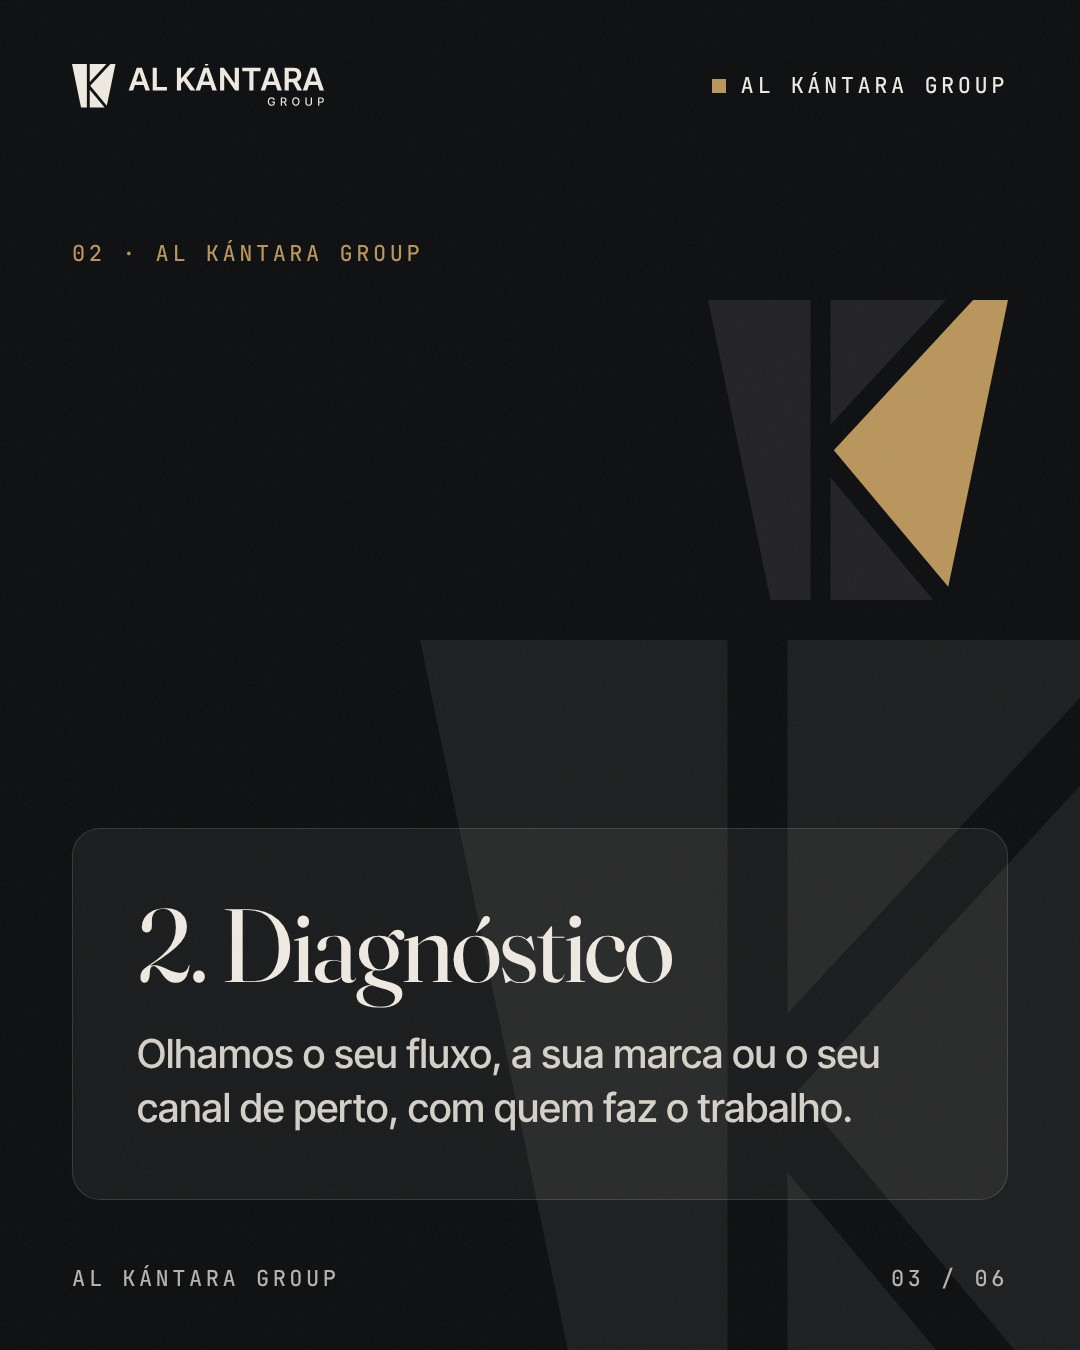 AL KÁNTARA
GROUP
AL KÁNTARA GROUP
02 · AL KÁNTARA GROUP
2. Diagnóstico
Olhamos o seu fluxo, a sua marca ou o seu
canal de perto, com quem faz o trabalho.
AL KÁNTARA GROUP
03 / 06